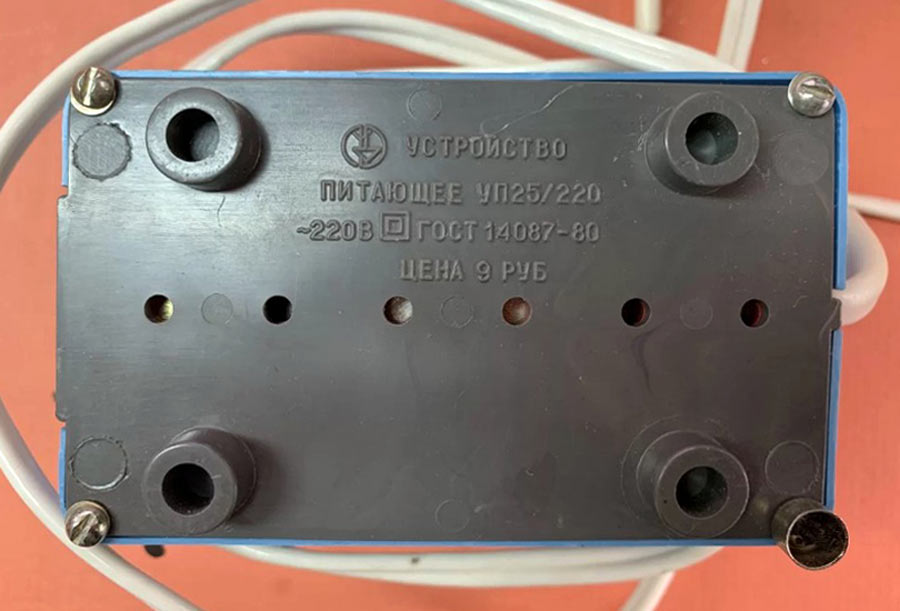 УСТРОЙСТВО
ПИТАЮЩЕЕ УП25/220
~220В ГОСТ 14087-80
ЦЕНА 9 РУБ